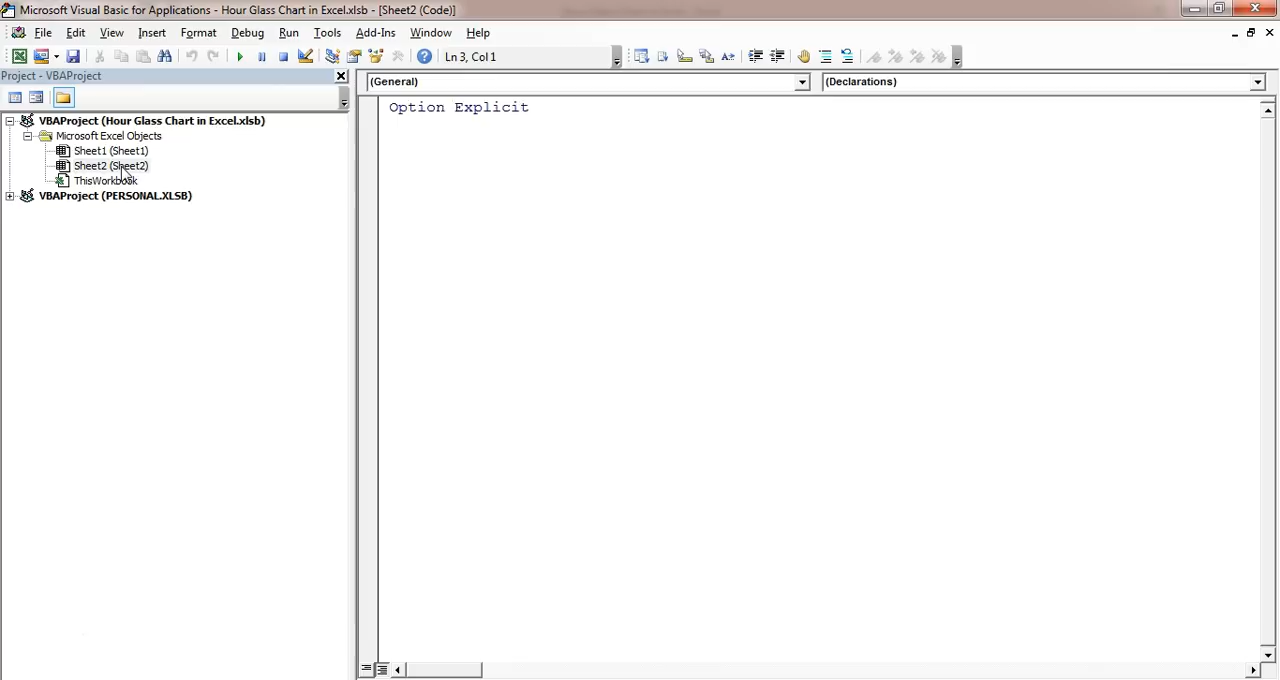 Microsoft Visual Basic for Applications - Hour Glass Chart in Excel.xlsb - [Sheet2 (Code)]
File Edit View Insert Format Debug Run Tools Add-Ins Window Help
Ln 3, Col 1
Project - VBAProject
(General) (Declarations)
Option Explicit
VBAProject (Hour Glass Chart in Excel.xlsb)
Microsoft Excel Objects
Sheet1 (Sheet1)
Sheet2 (Sheet2)
ThisWorkbook
VBAProject (PERSONAL.XLSB)